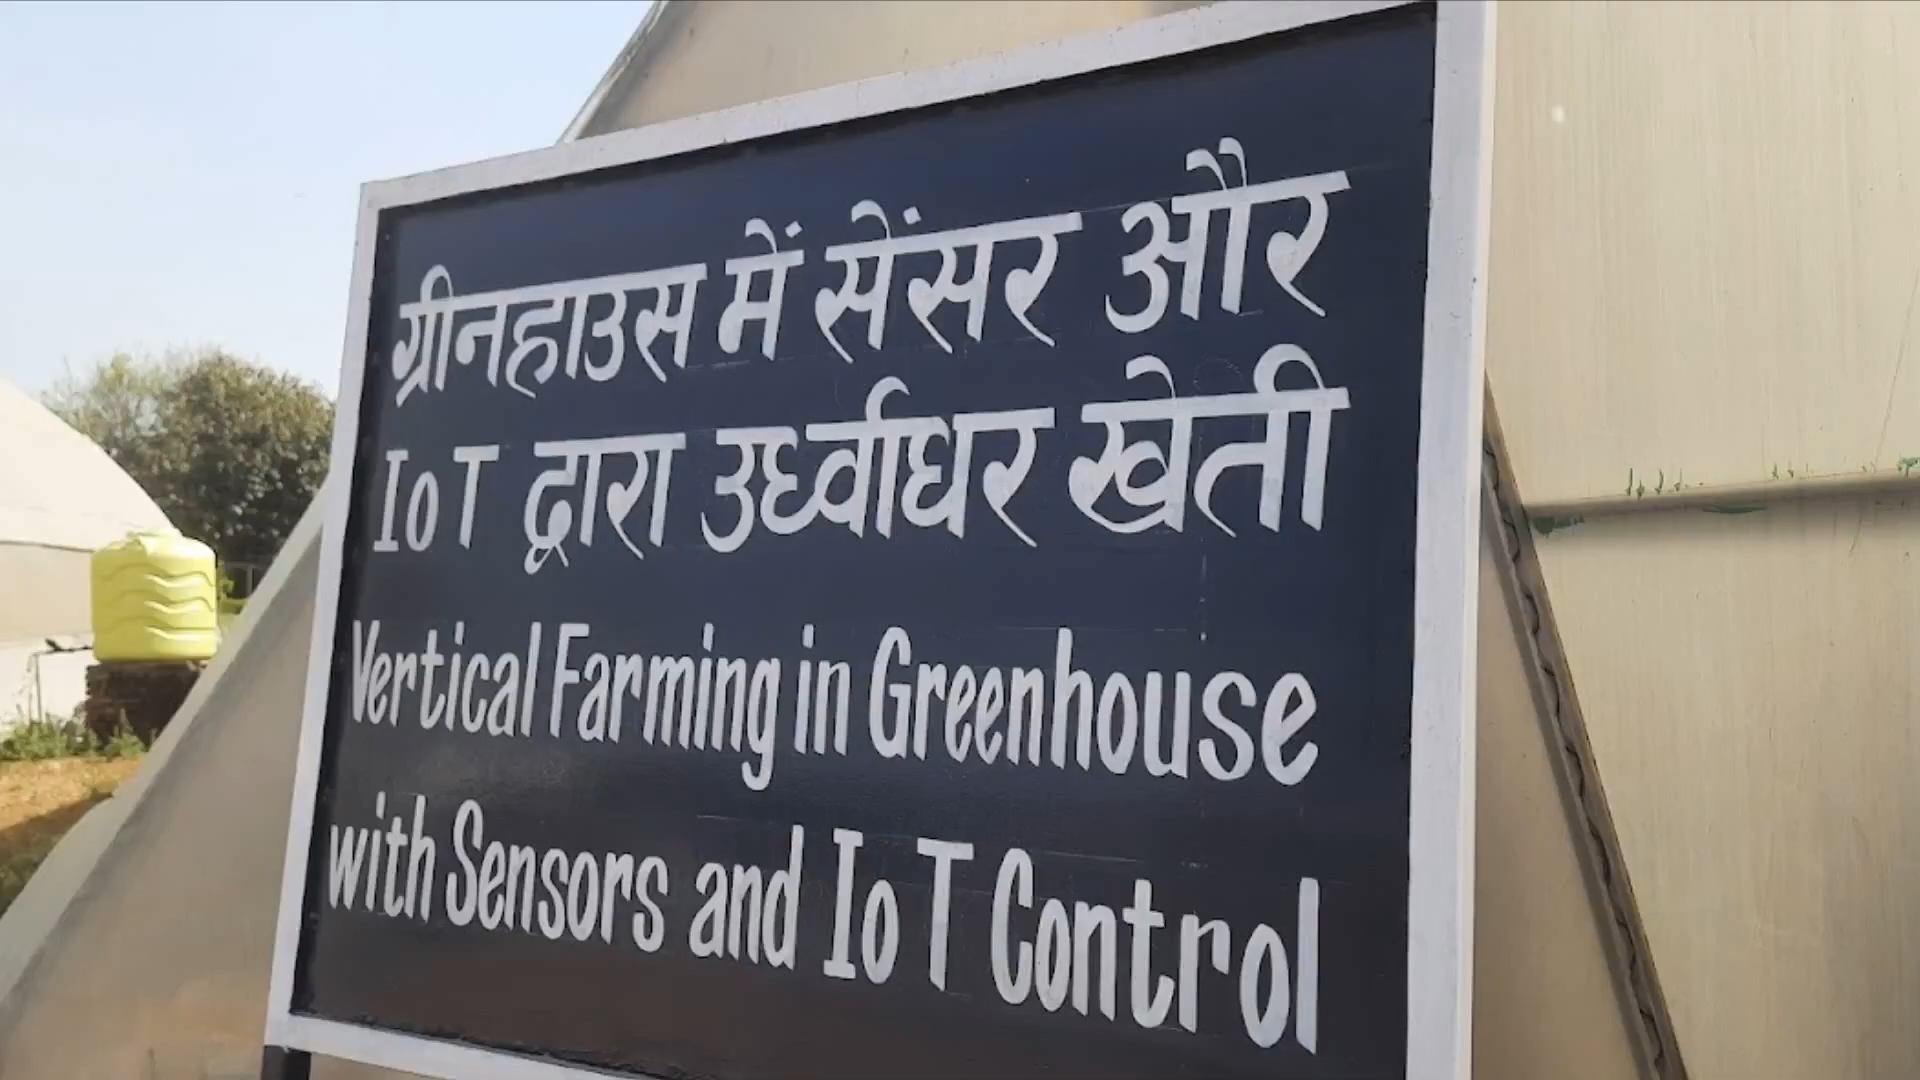 ग्रीनहाउस में सेंसर और
IoT द्वारा उर्ध्वाधर खेती
Vertical Farming in Greenhouse
with Sensors and IoT Control